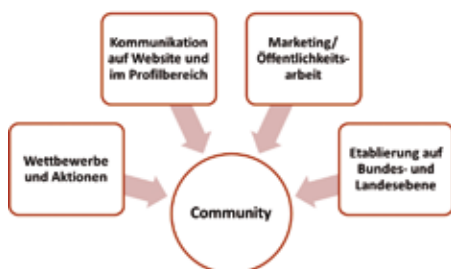 Kommunikation
auf Website und
im Profilbereich
Marketing/
Öffentlichkeits-
arbeit
Wettbewerbe
und Aktionen
Etablierung auf
Bundes- und
Landesebene
Community